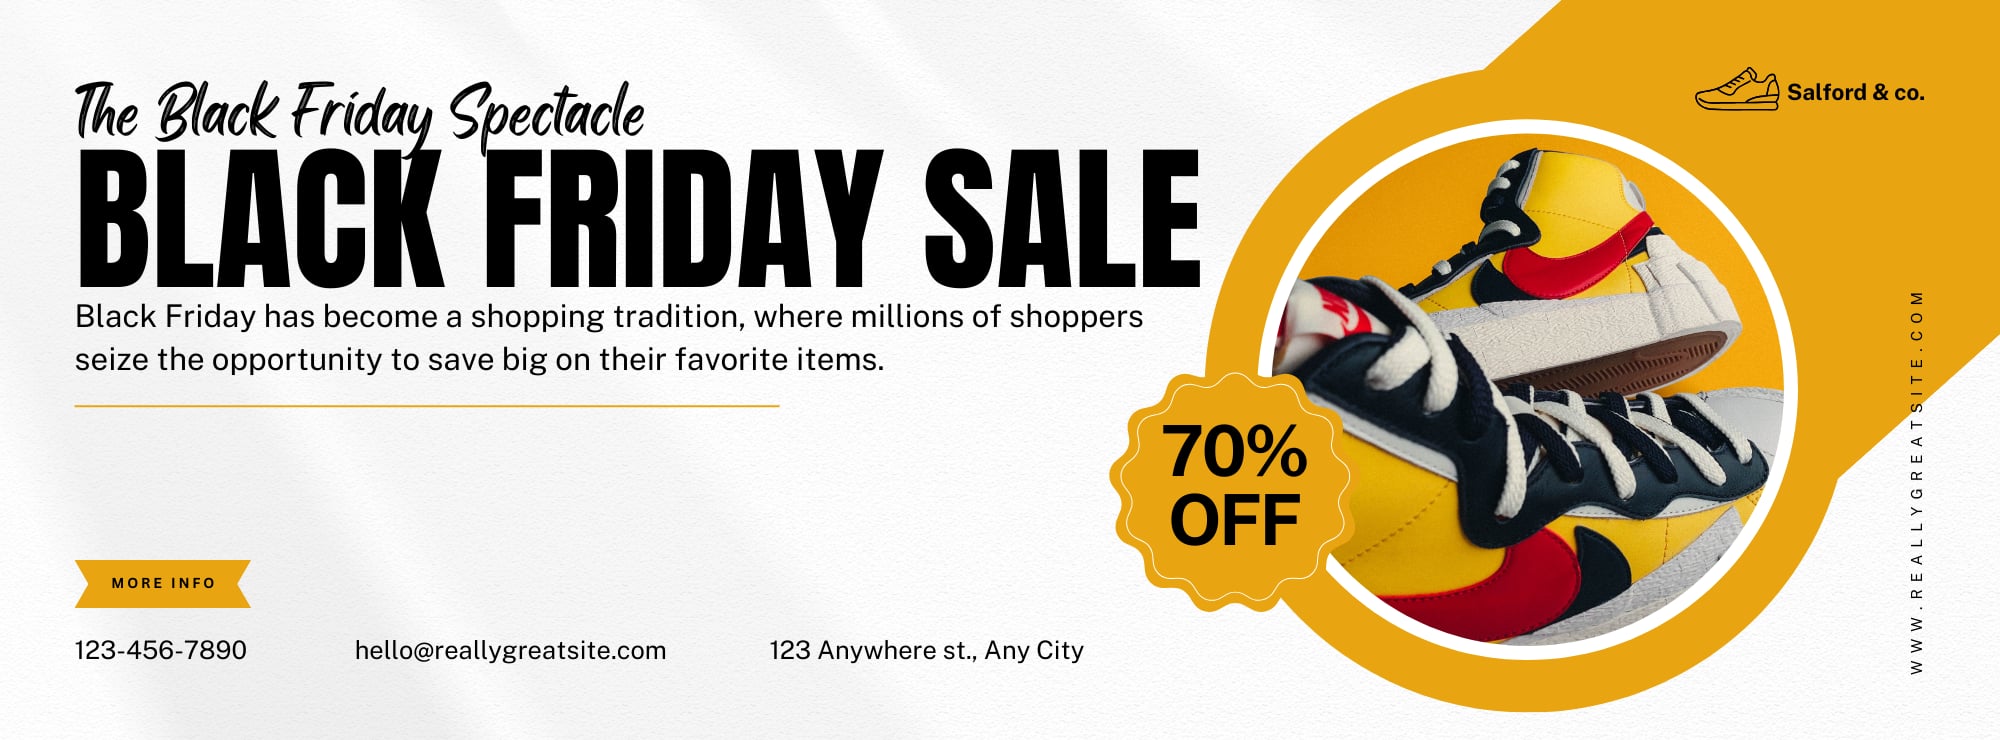 The Black Friday Spectacle
BLACK FRIDAY SALE
Black Friday has become a shopping tradition, where millions of shoppers
seize the opportunity to save big on their favorite items.
70%
OFF
MORE INFO
123-456-7890
hello@reallygreatsite.com
123 Anywhere st., Any City
Salford & co.
WWW.REALLYGREATSITE.COM